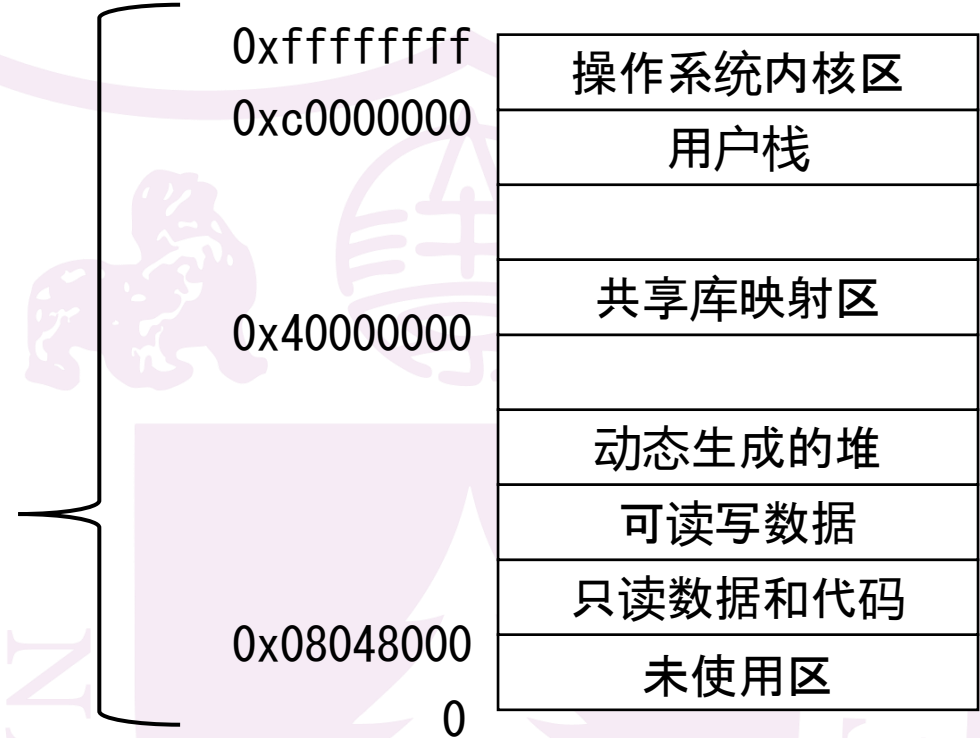 0xffffffff
操作系统内核区
0xc0000000
用户栈
共享库映射区
0x40000000
动态生成的堆
可读写数据
只读数据和代码
0x08048000
未使用区
0
N